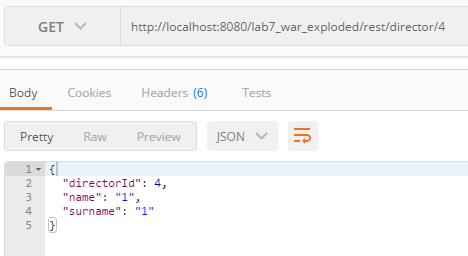 GET http://localhost:8080/lab7_war_exploded/rest/director/4
Body Cookies Headers (6) Tests
Pretty Raw Preview JSON
1 {
2 "directorId": 4,
3 "name": "1",
4 "surname": "1"
5 }